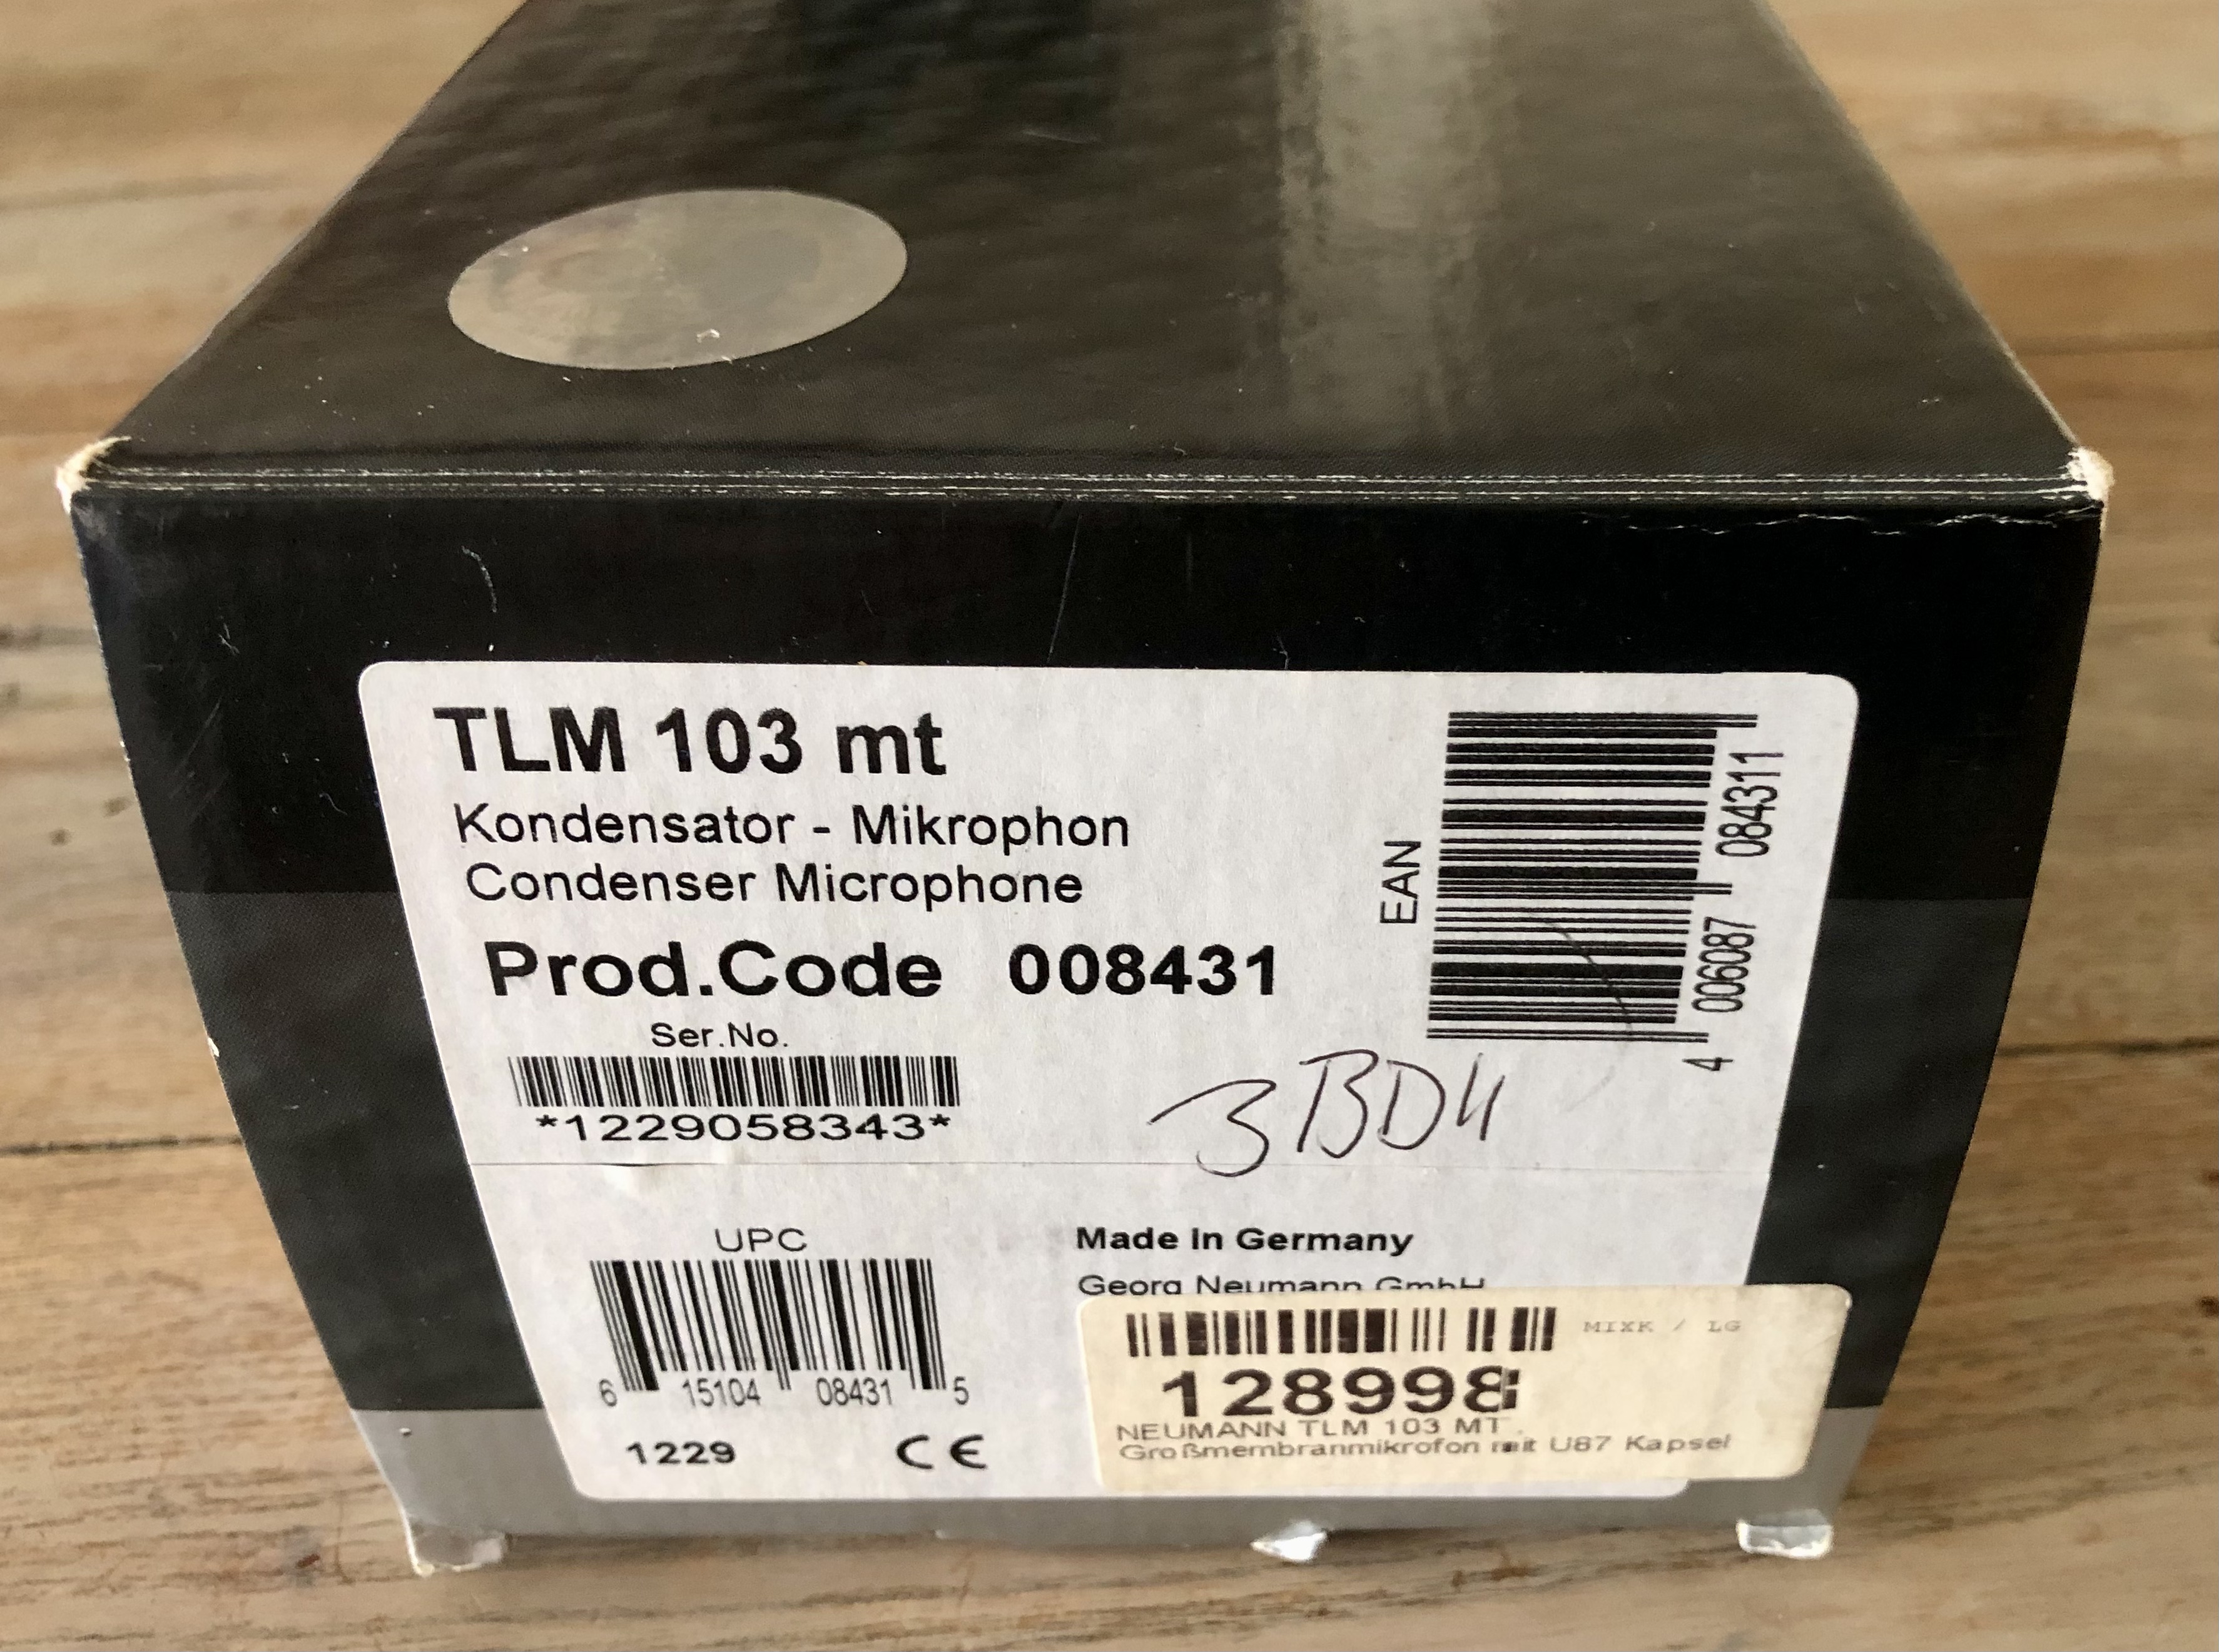 TLM 103 mt
Kondensator - Mikrophon
Condenser Microphone
Prod.Code 008431
Ser.No.
*1229058343*
EAN
4 006087 084311
3BD4
UPC
6 15104 08431 5
1229
CE
Made In Germany
Georg Neumann GmbH
MIXK / LG
128998
NEUMANN TLM 103 MT
Großmembranmikrofon mit U87 Kapsel